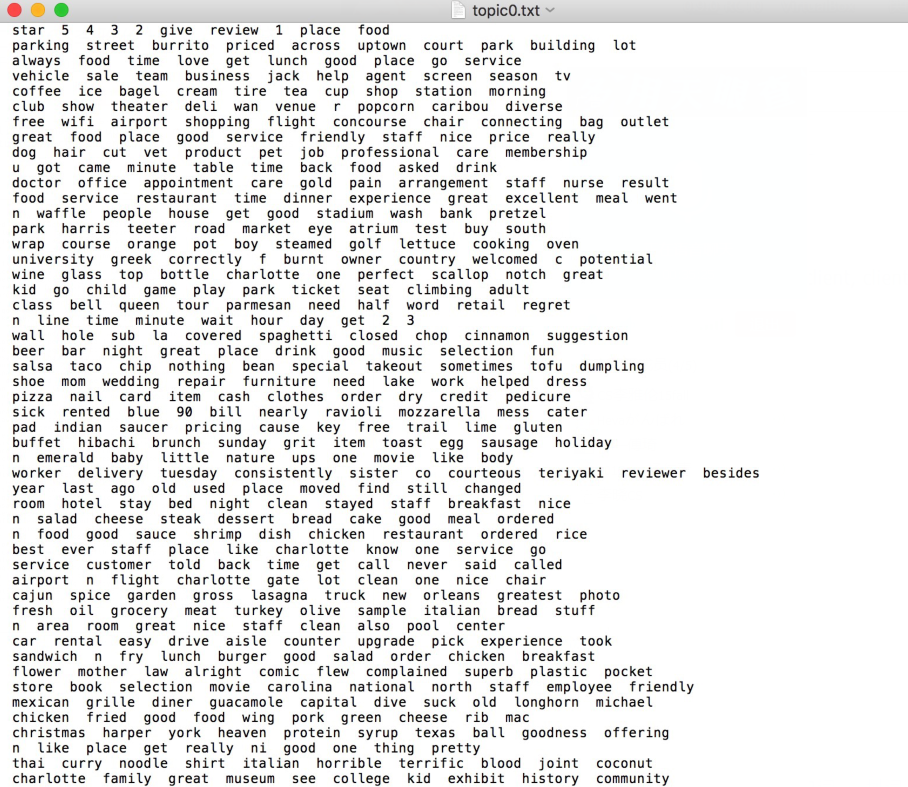 topic0.txt
star 5 4 3 2 give review 1 place food
parking street burrito priced across uptown court park building lot
always food time love get lunch good place go service
vehicle sale team business jack help agent screen season tv
coffee ice bagel cream tire tea cup shop station morning
club show theater deli wan venue r popcorn caribou diverse
free wifi airport shopping flight concourse chair connecting bag outlet
great food place good service friendly staff nice price really
dog hair cut vet product pet job professional care membership
u got came minute table time back food asked drink
doctor office appointment care gold pain arrangement staff nurse result
food service restaurant time dinner experience great excellent meal went
n waffle people house get good stadium wash bank pretzel
park harris teeter road market eye atrium test buy south
wrap course orange pot boy steamed golf lettuce cooking oven
university greek correctly f burnt owner country welcomed c potential
wine glass top bottle charlotte one perfect scallop notch great
kid go child game play park ticket seat climbing adult
class bell queen tour parmesan need half word retail regret
n line time minute wait hour day get 2 3
wall hole sub la covered spaghetti closed chop cinnamon suggestion
beer bar night great place drink good music selection fun
salsa taco chip nothing bean special takeout sometimes tofu dumpling
shoe mom wedding repair furniture need lake work helped dress
pizza nail card item cash clothes order dry credit pedicure
sick rented blue 90 bill nearly ravioli mozzarella mess cater
pad indian saucer pricing cause key free trail lime gluten
buffet hibachi brunch sunday grit item toast egg sausage holiday
n emerald baby little nature ups one movie like body
worker delivery tuesday consistently sister co courteous teriyaki reviewer besides
year last ago old used place moved find still changed
room hotel stay bed night clean stayed staff breakfast nice
n salad cheese steak dessert bread cake good meal ordered
n food good sauce shrimp dish chicken restaurant ordered rice
best ever staff place like charlotte know one service go
service customer told back time get call never said called
airport n flight charlotte gate lot clean one nice chair
cajun spice garden gross lasagna truck new orleans greatest photo
fresh oil grocery meat turkey olive sample italian bread stuff
n area room great nice staff clean also pool center
car rental easy drive aisle counter upgrade pick experience took
sandwich n fry lunch burger good salad order chicken breakfast
flower mother law alright comic flew complained superb plastic pocket
store book selection movie carolina national north staff employee friendly
mexican grille diner guacamole capital dive suck old longhorn michael
chicken fried good food wing pork green cheese rib mac
christmas harper york heaven protein syrup texas ball goodness offering
n like place get really ni good one thing pretty
thai curry noodle shirt italian horrible terrific blood joint coconut
charlotte family great museum see college kid exhibit history community